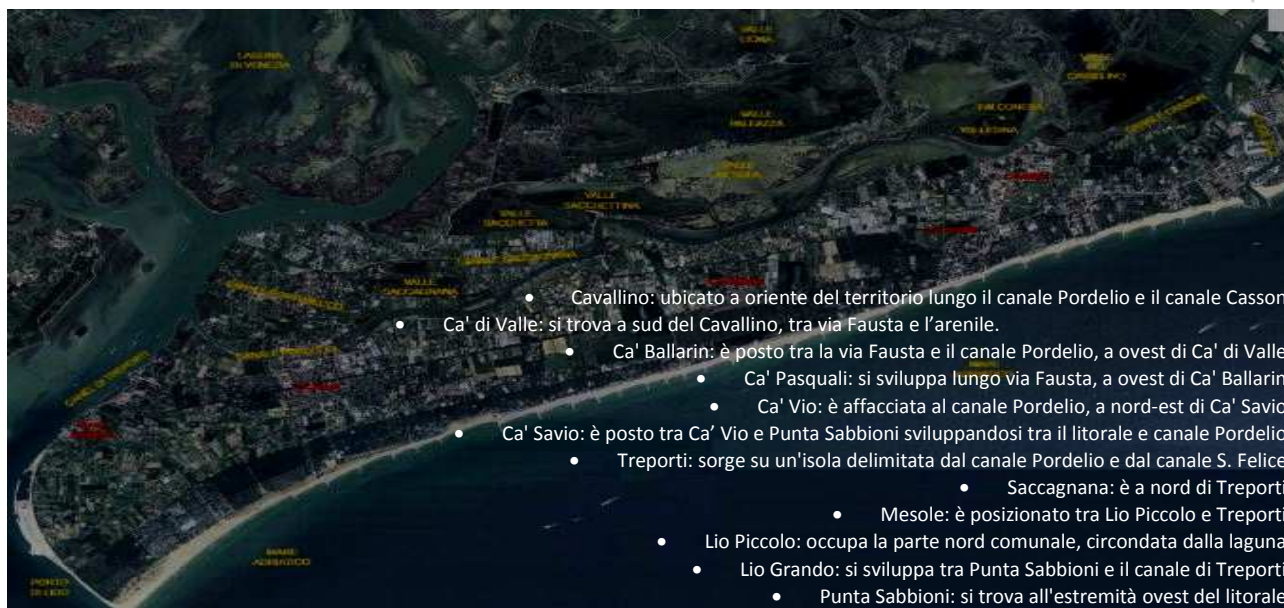 LAGUNA
DI VENEZIA
VALLE
VALLE
SACCHETTINA
VALLE
SACCHETTA
VALLE
SACCAGNANA
MARE
ADRIATICO
PORTO
DI LIDO
• Cavallino: ubicato a oriente del territorio lungo il canale Pordelio e il canale Casson
• Ca' di Valle: si trova a sud del Cavallino, tra via Fausta e l’arenile.
• Ca' Ballarin: è posto tra la via Fausta e il canale Pordelio, a ovest di Ca' di Valle
• Ca' Pasquali: si sviluppa lungo via Fausta, a ovest di Ca' Ballarin
• Ca' Vio: è affacciata al canale Pordelio, a nord-est di Ca' Savio
• Ca' Savio: è posto tra Ca’ Vio e Punta Sabbioni sviluppandosi tra il litorale e canale Pordelio
• Treporti: sorge su un'isola delimitata dal canale Pordelio e dal canale S. Felice
• Saccagnana: è a nord di Treporti
• Mesole: è posizionato tra Lio Piccolo e Treporti
• Lio Piccolo: occupa la parte nord comunale, circondata dalla laguna
• Lio Grando: si sviluppa tra Punta Sabbioni e il canale di Treporti
• Punta Sabbioni: si trova all'estremità ovest del litorale